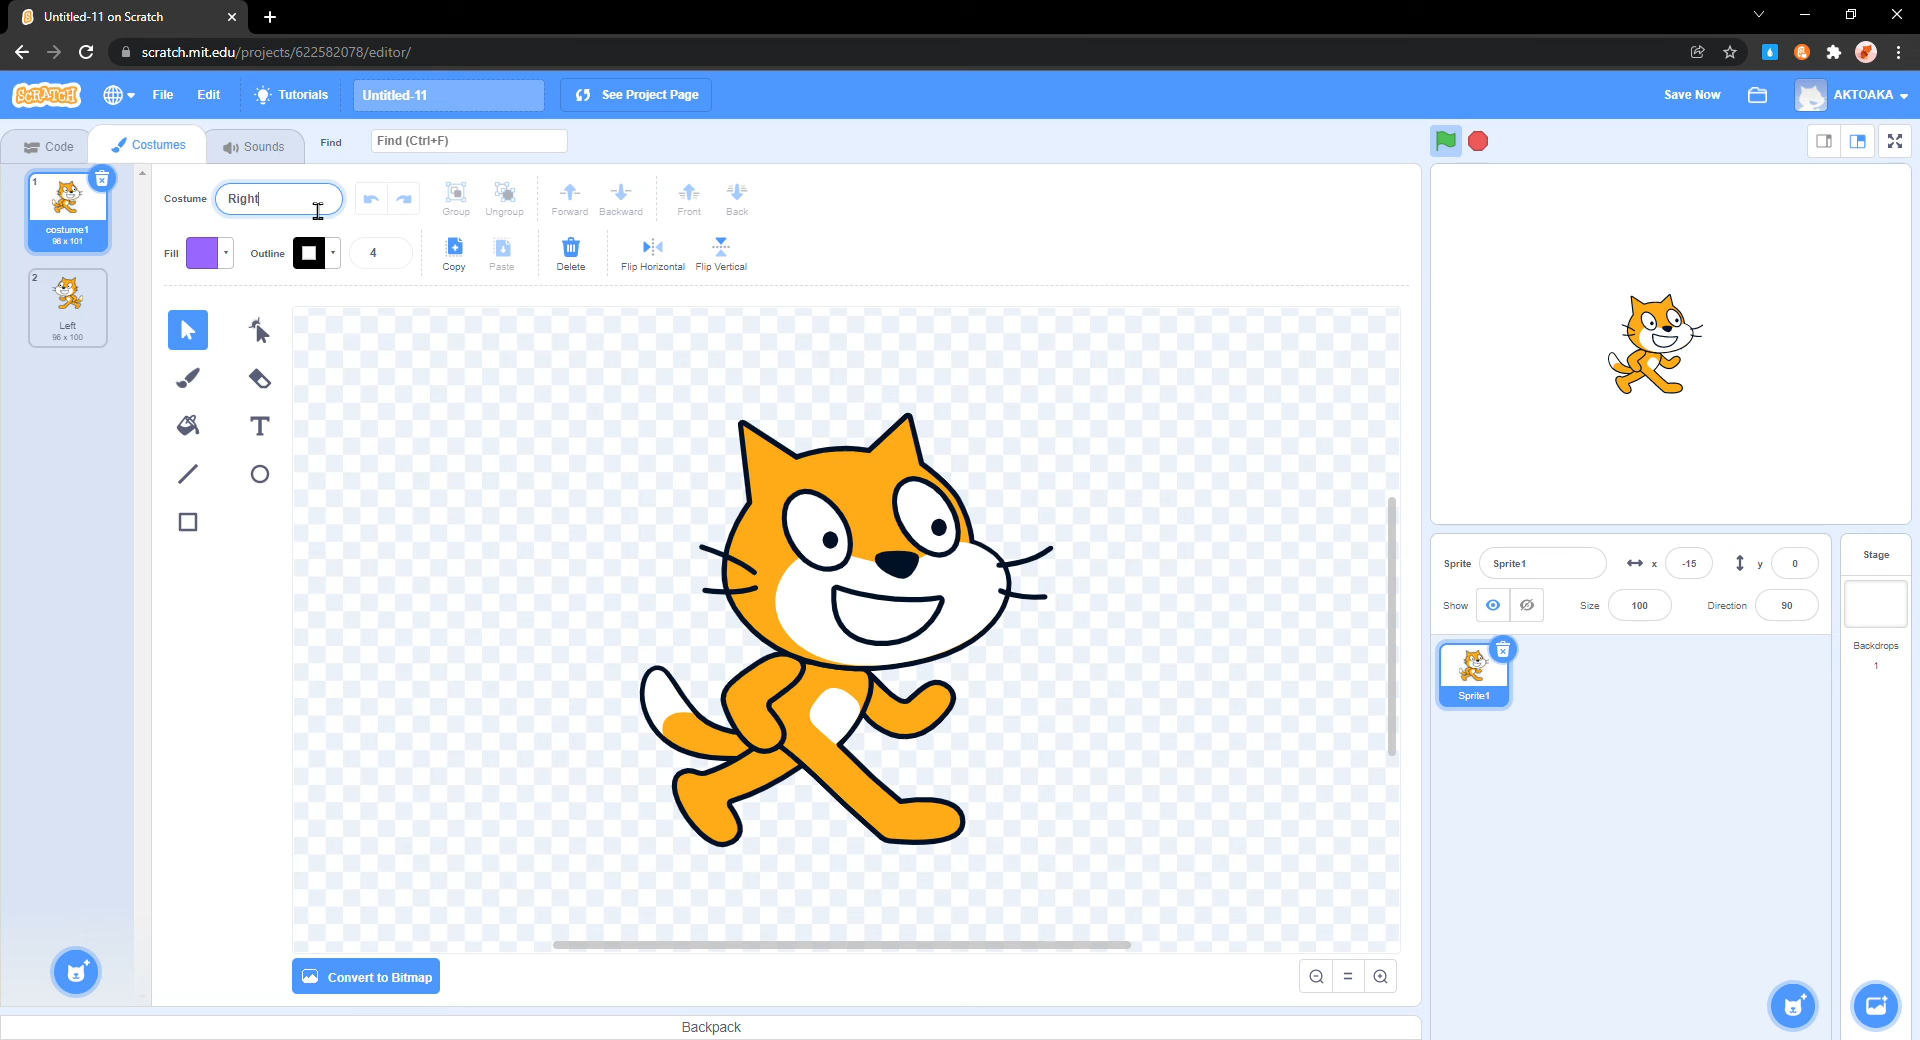 Untitled-11 on Scratch
scratch.mit.edu/projects/622582078/editor/
SCRATCH
File
Edit
Tutorials
Untitled-11
See Project Page
Save Now
AKTOAKA
Code
Costumes
Sounds
Find
Find (Ctrl+F)
1
costume1
96 x 101
2
Left
96 x 100
Costume
Right
Group
Ungroup
Forward
Backward
Front
Back
Fill
Outline
4
Copy
Paste
Delete
Flip Horizontal
Flip Vertical
T
Convert to Bitmap
=
Backpack
Sprite
Sprite1
x
-15
y
0
Show
Size
100
Direction
90
Sprite1
Stage
Backdrops
1